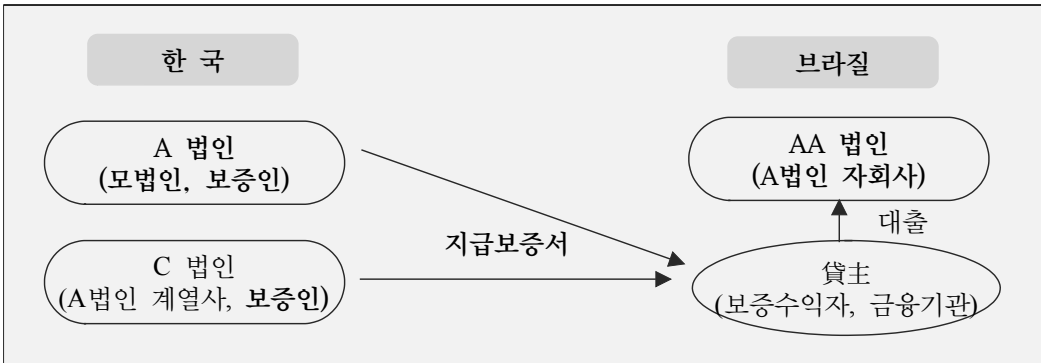 한 국
브라질
A 법인
(모법인, 보증인)
AA 법인
(A법인 자회사)
대출
지급보증서
C 법인
(A법인 계열사, 보증인)
貸主
(보증수익자, 금융기관)